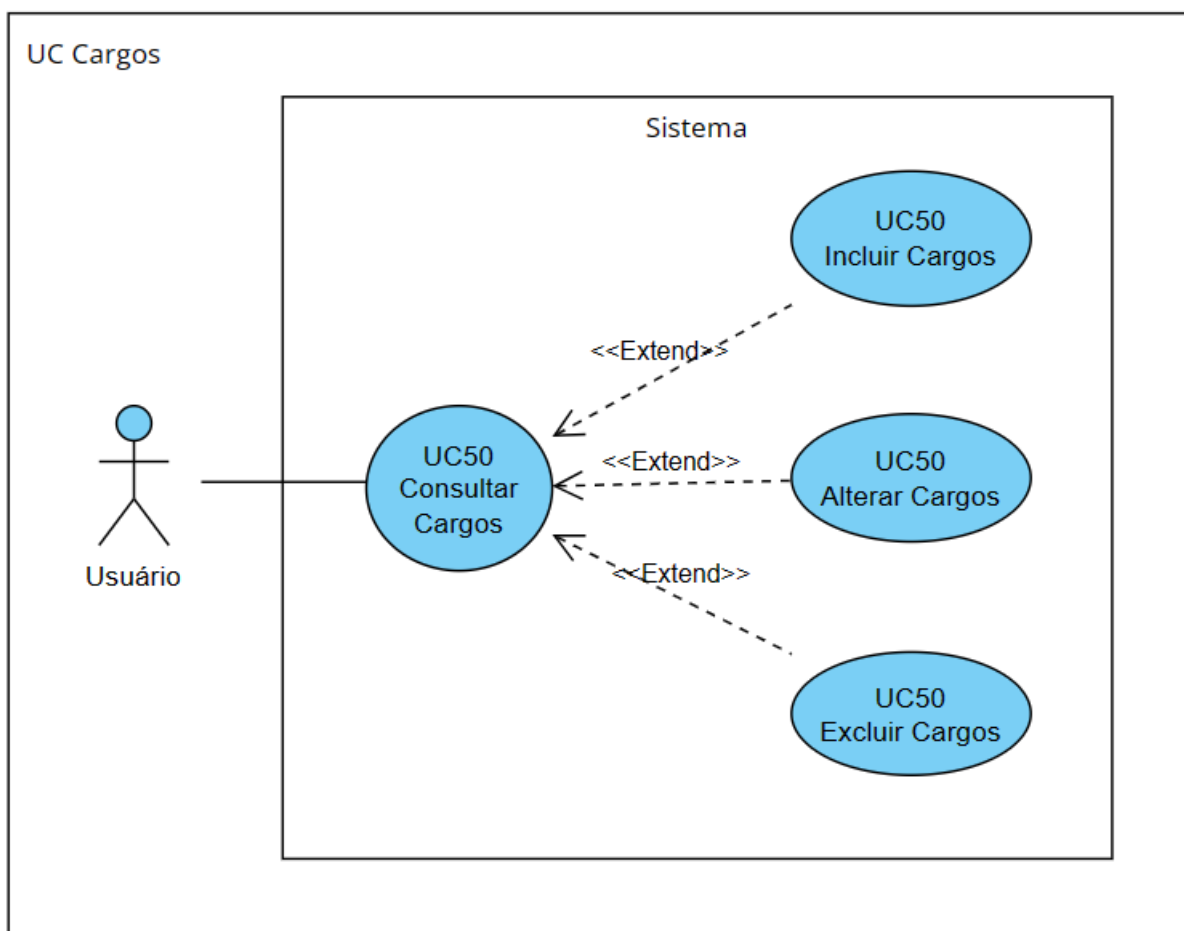 UC Cargos
Sistema
UC50
Incluir Cargos
<<Extend>>
UC50
Consultar
Cargos
<<Extend>>
UC50
Alterar Cargos
<<Extend>>
Usuário
UC50
Excluir Cargos